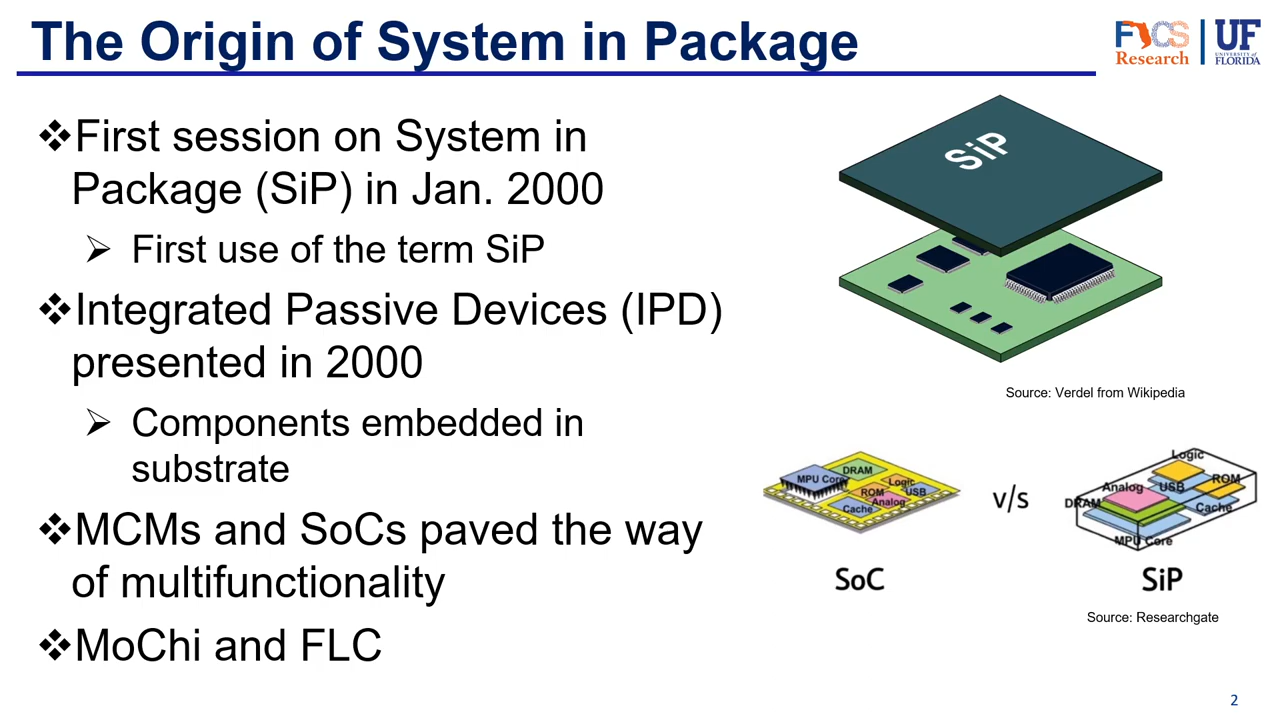 The Origin of System in Package
FICS
Research
UF
UNIVERSITY of
FLORIDA
❖First session on System in
Package (SiP) in Jan. 2000
➢ First use of the term SiP
❖Integrated Passive Devices (IPD)
presented in 2000
➢ Components embedded in
substrate
❖MCMs and SoCs paved the way
of multifunctionality
❖MoChi and FLC
SiP
Source: Verdel from Wikipedia
MPU Core
DRAM
Logic
ROM
USB
Analog
Cache
SoC
v/s
Logic
ROM
Analog
USB
DRAM
Cache
MPU Core
SiP
Source: Researchgate
2